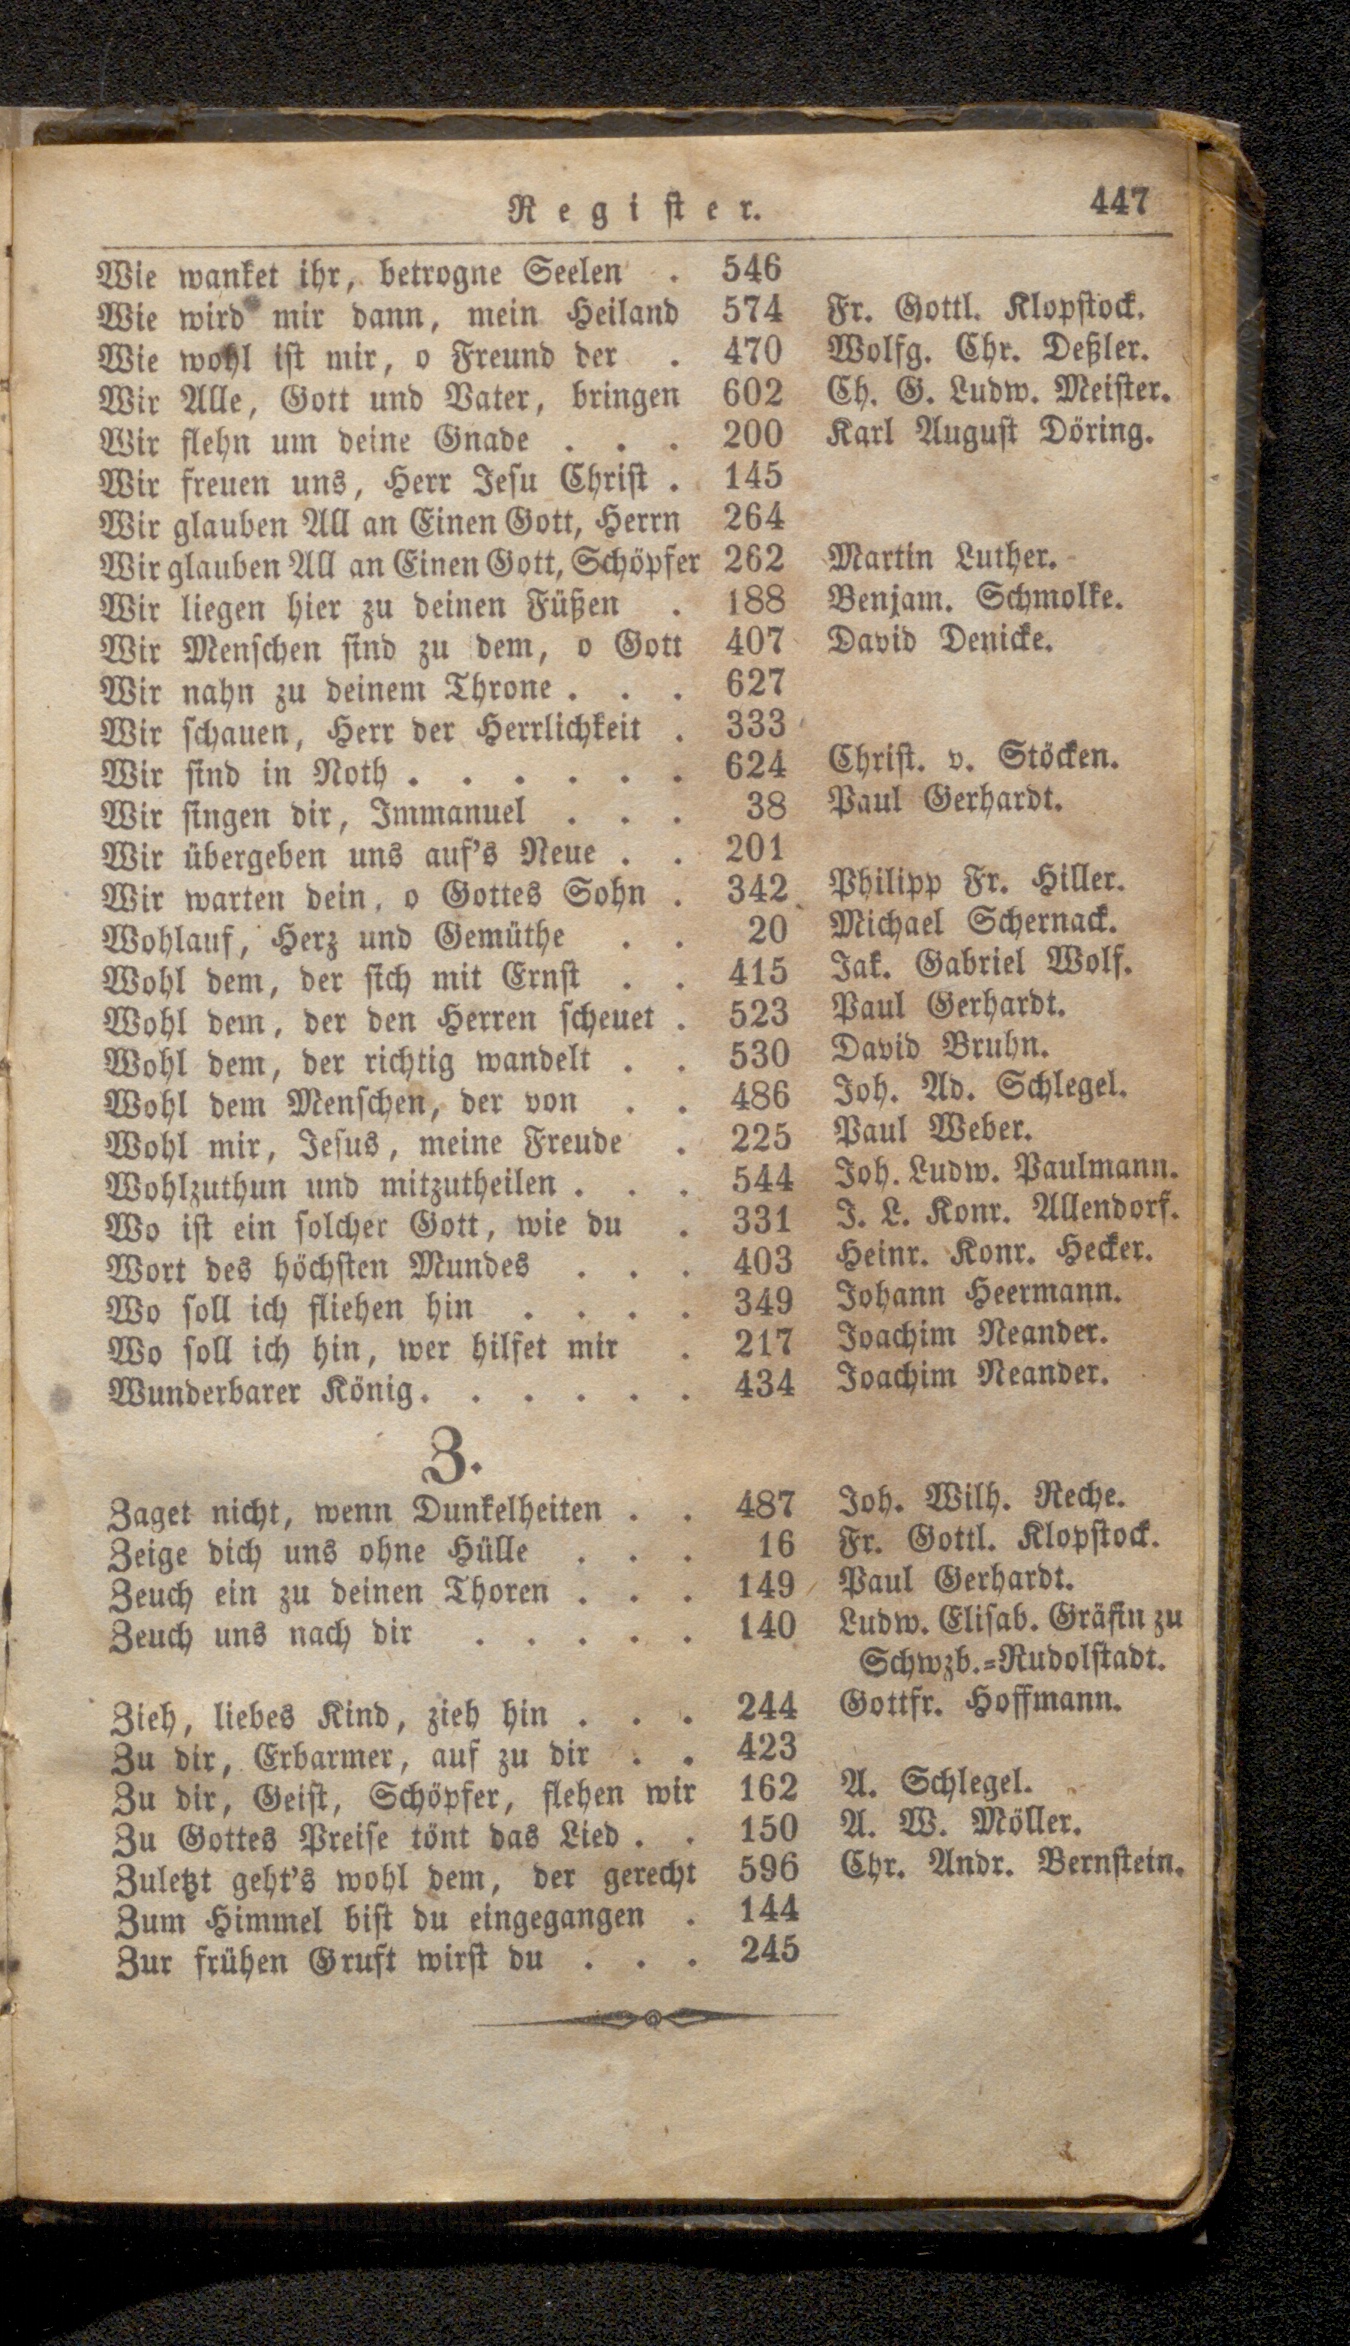 Register. 447
Wie wanket ihr, betrogne Seelen . 546
Wie wird mir dann, mein Heiland 574 Fr. Gottl. Klopstock.
Wie wohl ist mir, o Freund der . 470 Wolfg. Chr. Deßler.
Wir Alle, Gott und Vater, bringen 602 Ch. G. Ludw. Meister.
Wir flehn um deine Gnade . . . 200 Karl August Döring.
Wir freuen uns, Herr Jesu Christ . 145
Wir glauben All an Einen Gott, Herrn 264
Wir glauben All an Einen Gott, Schöpfer 262 Martin Luther.
Wir liegen hier zu deinen Füßen . 188 Benjam. Schmolke.
Wir Menschen sind zu dem, o Gott 407 David Denicke.
Wir nahn zu deinem Throne . . . 627
Wir schauen, Herr der Herrlichkeit . 333
Wir sind in Noth . . . . . . 624 Christ. v. Stöcken.
Wir singen dir, Immanuel . . . 38 Paul Gerhardt.
Wir übergeben uns auf's Neue . . 201
Wir warten dein, o Gottes Sohn . 342 Philipp Fr. Hiller.
Wohlauf, Herz und Gemüthe . . 20 Michael Schernack.
Wohl dem, der sich mit Ernst . . 415 Jak. Gabriel Wolf.
Wohl dem, der den Herren scheuet . 523 Paul Gerhardt.
Wohl dem, der richtig wandelt . . 530 David Bruhn.
Wohl dem Menschen, der von . . 486 Joh. Ad. Schlegel.
Wohl mir, Jesus, meine Freude . 225 Paul Weber.
Wohlzuthun und mitzutheilen . . . 544 Joh. Ludw. Paulmann.
Wo ist ein solcher Gott, wie du . 331 J. L. Konr. Allendorf.
Wort des höchsten Mundes . . . 403 Heinr. Konr. Hecker.
Wo soll ich fliehen hin . . . . 349 Johann Heermann.
Wo soll ich hin, wer hilfet mir . 217 Joachim Neander.
Wunderbarer König. . . . . . 434 Joachim Neander.
Z.
Zaget nicht, wenn Dunkelheiten . . 487 Joh. Wilh. Reche.
Zeige dich uns ohne Hülle . . . 16 Fr. Gottl. Klopstock.
Zeuch ein zu deinen Thoren . . . 149 Paul Gerhardt.
Zeuch uns nach dir . . . . . 140 Ludw. Elisab. Gräfin zu
Schwzb.=Rudolstadt.
Zieh, liebes Kind, zieh hin . . . 244 Gottfr. Hoffmann.
Zu dir, Erbarmer, auf zu dir . . 423
Zu dir, Geist, Schöpfer, flehen wir 162 A. Schlegel.
Zu Gottes Preise tönt das Lied . . 150 A. W. Möller.
Zuletzt geht's wohl dem, der gerecht 596 Chr. Andr. Bernstein.
Zum Himmel bist du eingegangen . 144
Zur frühen Gruft wirst du . . . 245